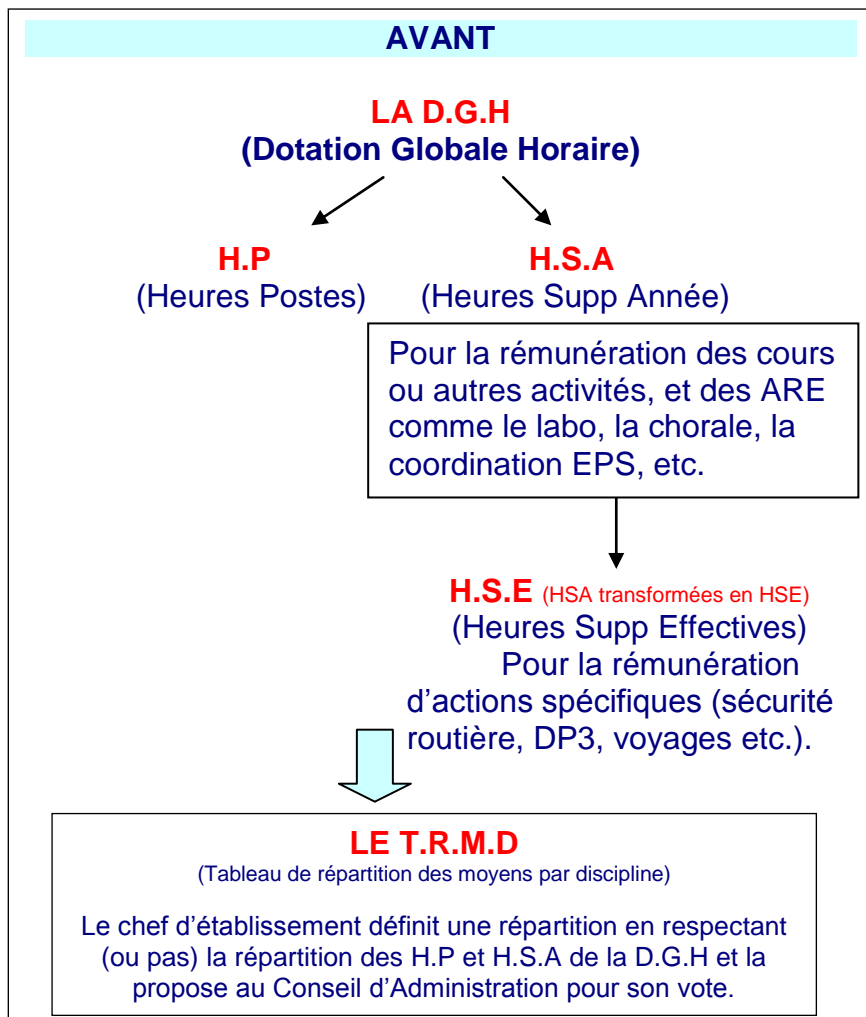 AVANT
LA D.G.H
(Dotation Globale Horaire)
H.P
(Heures Postes)
H.S.A
(Heures Supp Année)
Pour la rémunération des cours
ou autres activités, et des ARE
comme le labo, la chorale, la
coordination EPS, etc.
H.S.E (HSA transformées en HSE)
(Heures Supp Effectives)
Pour la rémunération
d’actions spécifiques (sécurité
routière, DP3, voyages etc.).
LE T.R.M.D
(Tableau de répartition des moyens par discipline)
Le chef d’établissement définit une répartition en respectant
(ou pas) la répartition des H.P et H.S.A de la D.G.H et la
propose au Conseil d’Administration pour son vote.